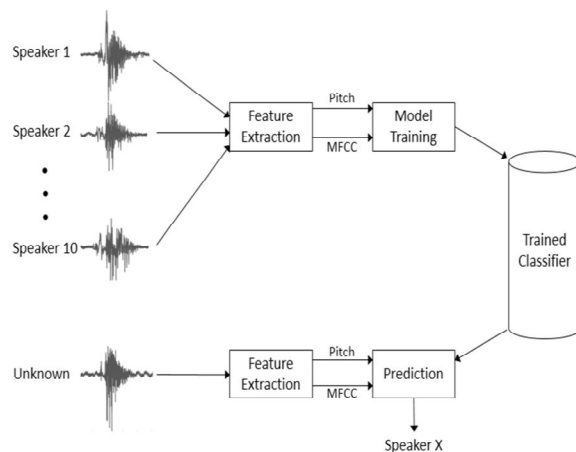 Speaker 1
Speaker 2
Speaker 10
Feature
Extraction
Pitch
MFCC
Model
Training
Trained
Classifier
Unknown
Feature
Extraction
Pitch
MFCC
Prediction
Speaker X